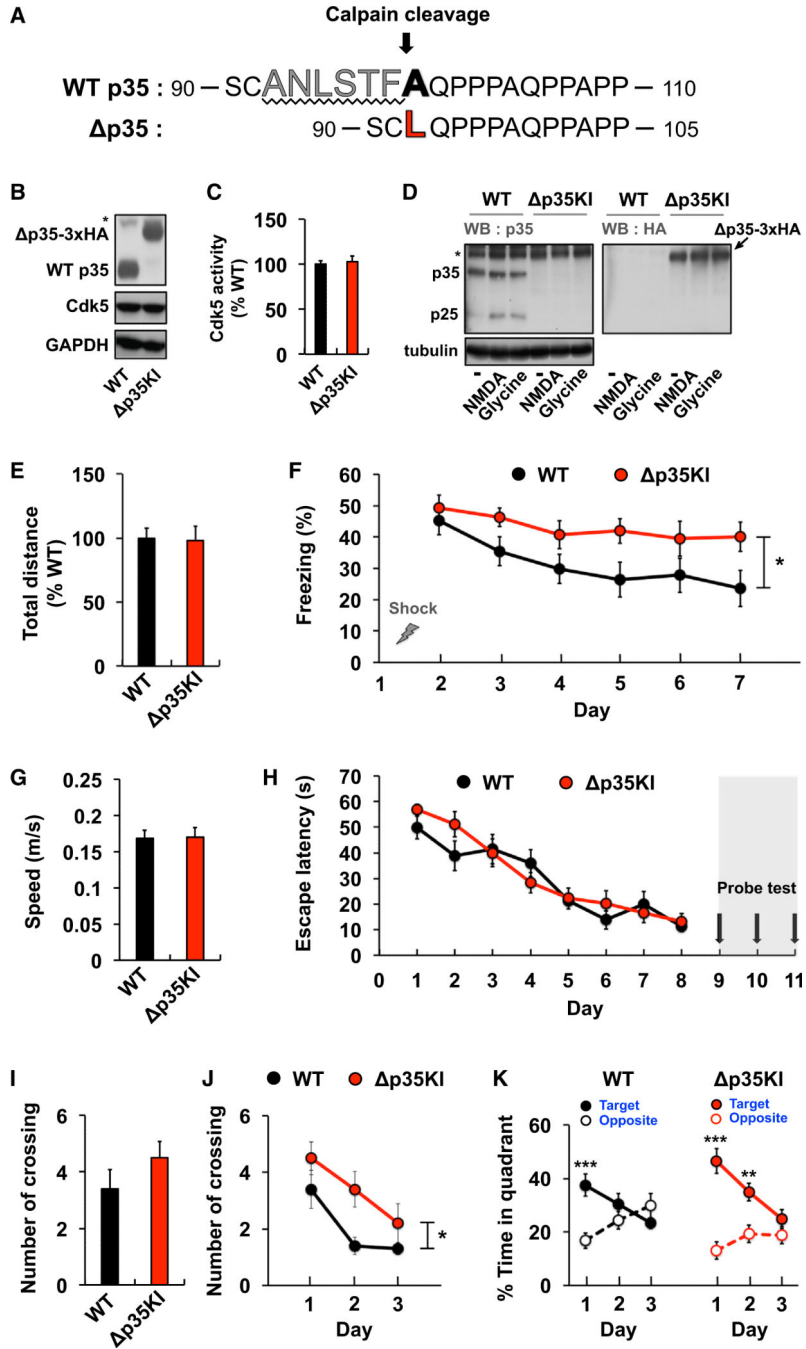 A
Calpain cleavage
WT p35 : 90 – SCANLSTFAQPPPAQPPAPP – 110
Δp35 : 90 – SCLQPPPAQPPAPP – 105
B
*
Δp35-3xHA
WT p35
Cdk5
GAPDH
WT
Δp35KI
C
Cdk5 activity
(% WT)
150
100
50
0
WT
Δp35KI
D
WT Δp35KI WT Δp35KI
WB : p35 WB : HA
Δp35-3xHA
*
p35
p25
tubulin
- NMDA Glycine - NMDA Glycine - NMDA Glycine - NMDA Glycine
E
Total distance
(% WT)
150
100
50
0
WT
Δp35KI
F
WT Δp35KI
Freezing (%)
60
50
40
30
20
10
0
Shock
*
1 2 3 4 5 6 7
Day
G
Speed (m/s)
0.25
0.2
0.15
0.1
0.05
0
WT
Δp35KI
H
WT Δp35KI
Escape latency (s)
70
60
50
40
30
20
10
0
Probe test
0 1 2 3 4 5 6 7 8 9 10 11
Day
I
Number of crossing
6
4
2
0
WT
Δp35KI
J
WT Δp35KI
Number of crossing
6
4
2
0
*
1 2 3
Day
K
WT Δp35KI
Target Target
Opposite Opposite
% Time in quadrant
60
40
20
0
***
***
**
1 2 3 1 2 3
Day Day